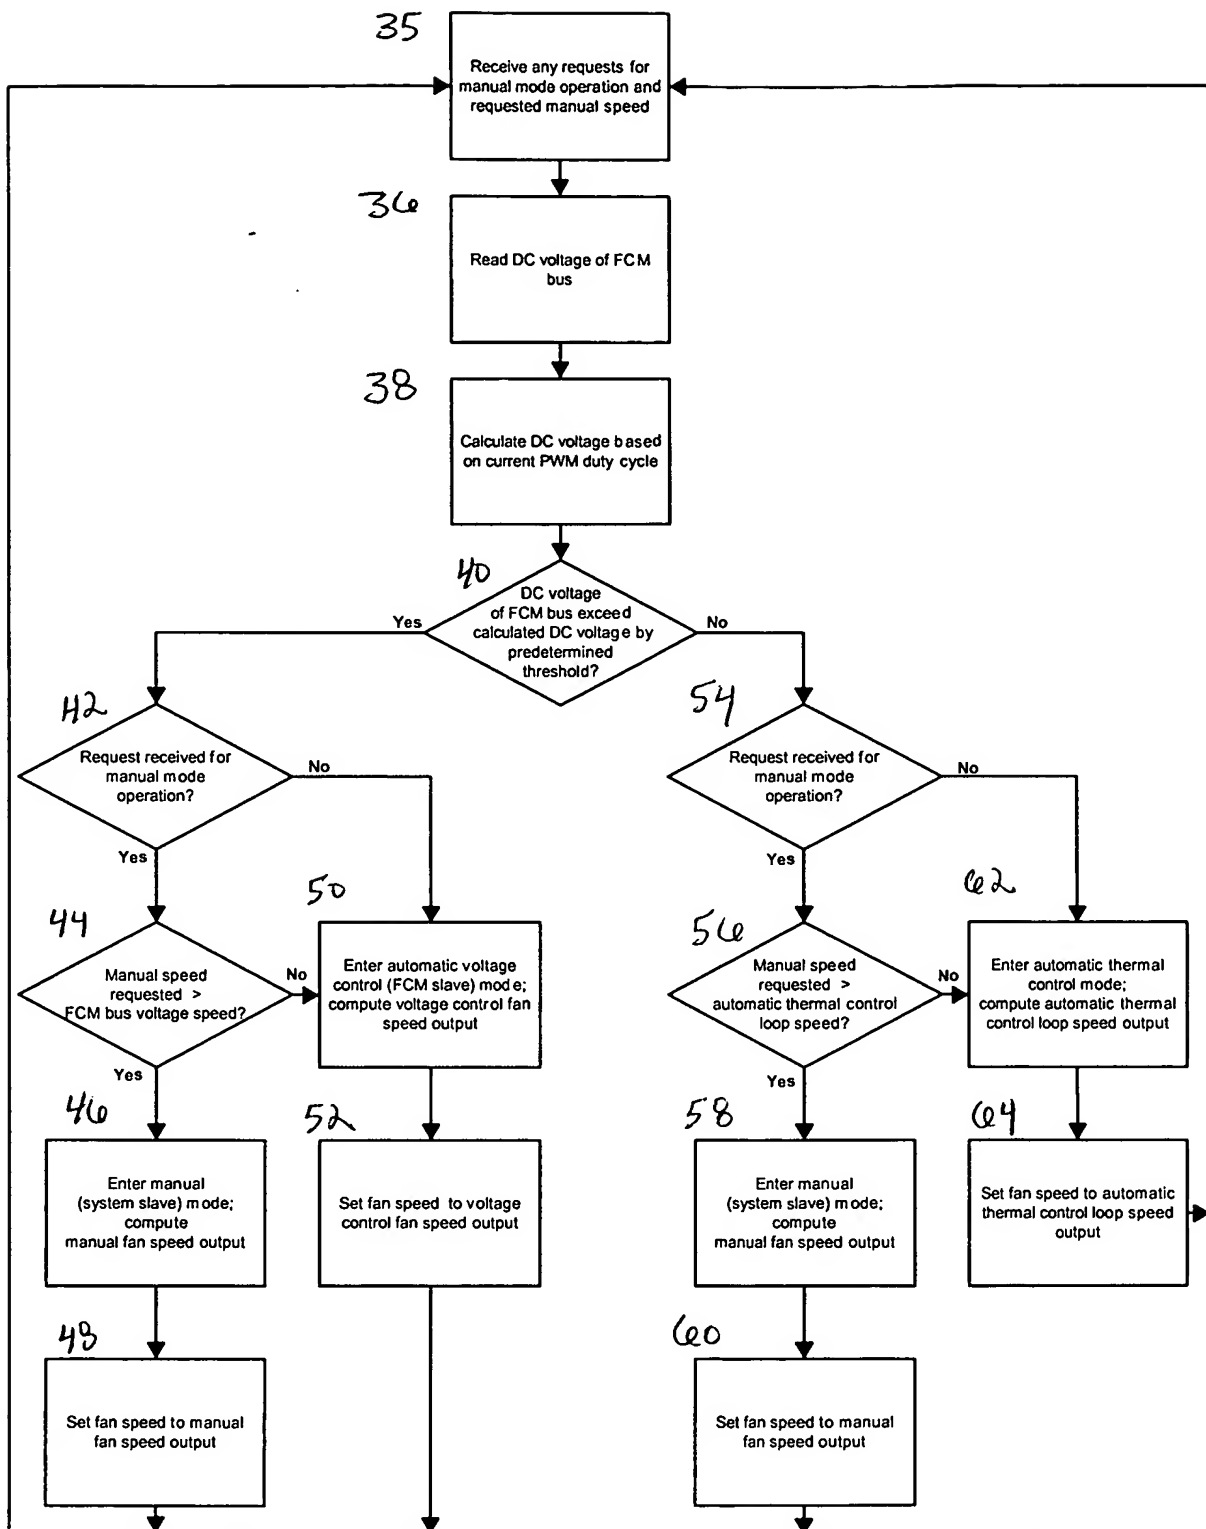 35
Receive any requests for
manual mode operation and
requested manual speed
36
Read DC voltage of FCM
bus
38
Calculate DC voltage based
on current PWM duty cycle
40
DC voltage
of FCM bus exceed
calculated DC voltage by
predetermined
threshold?
Yes
No
42
Request received for
manual mode
operation?
No
Yes
54
Request received for
manual mode
operation?
No
Yes
44
Manual speed
requested >
FCM bus voltage speed?
No
Yes
50
Enter automatic voltage
control (FCM slave) mode;
compute voltage control fan
speed output
56
Manual speed
requested >
automatic thermal control
loop speed?
No
Yes
62
Enter automatic thermal
control mode;
compute automatic thermal
control loop speed output
46
Enter manual
(system slave) mode;
compute
manual fan speed output
52
Set fan speed to voltage
control fan speed output
58
Enter manual
(system slave) mode;
compute
manual fan speed output
64
Set fan speed to automatic
thermal control loop speed
output
48
Set fan speed to manual
fan speed output
60
Set fan speed to manual
fan speed output